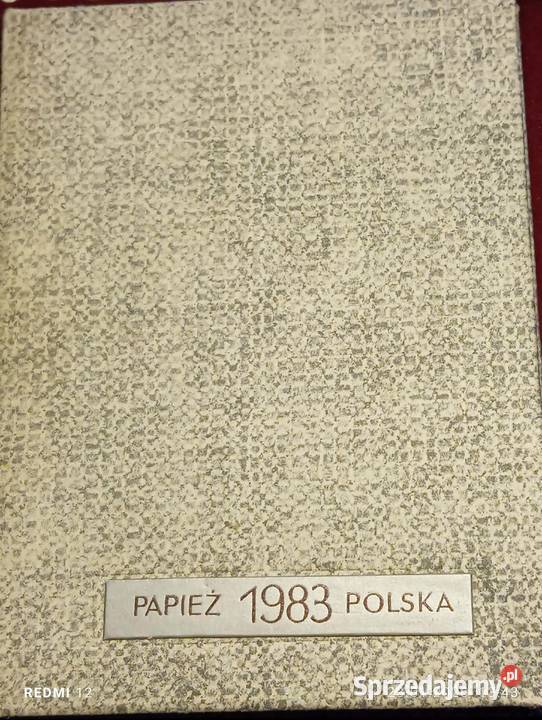 PAPIEŻ 1983 POLSKA
REDMI 12
Sprzedajemy.pl